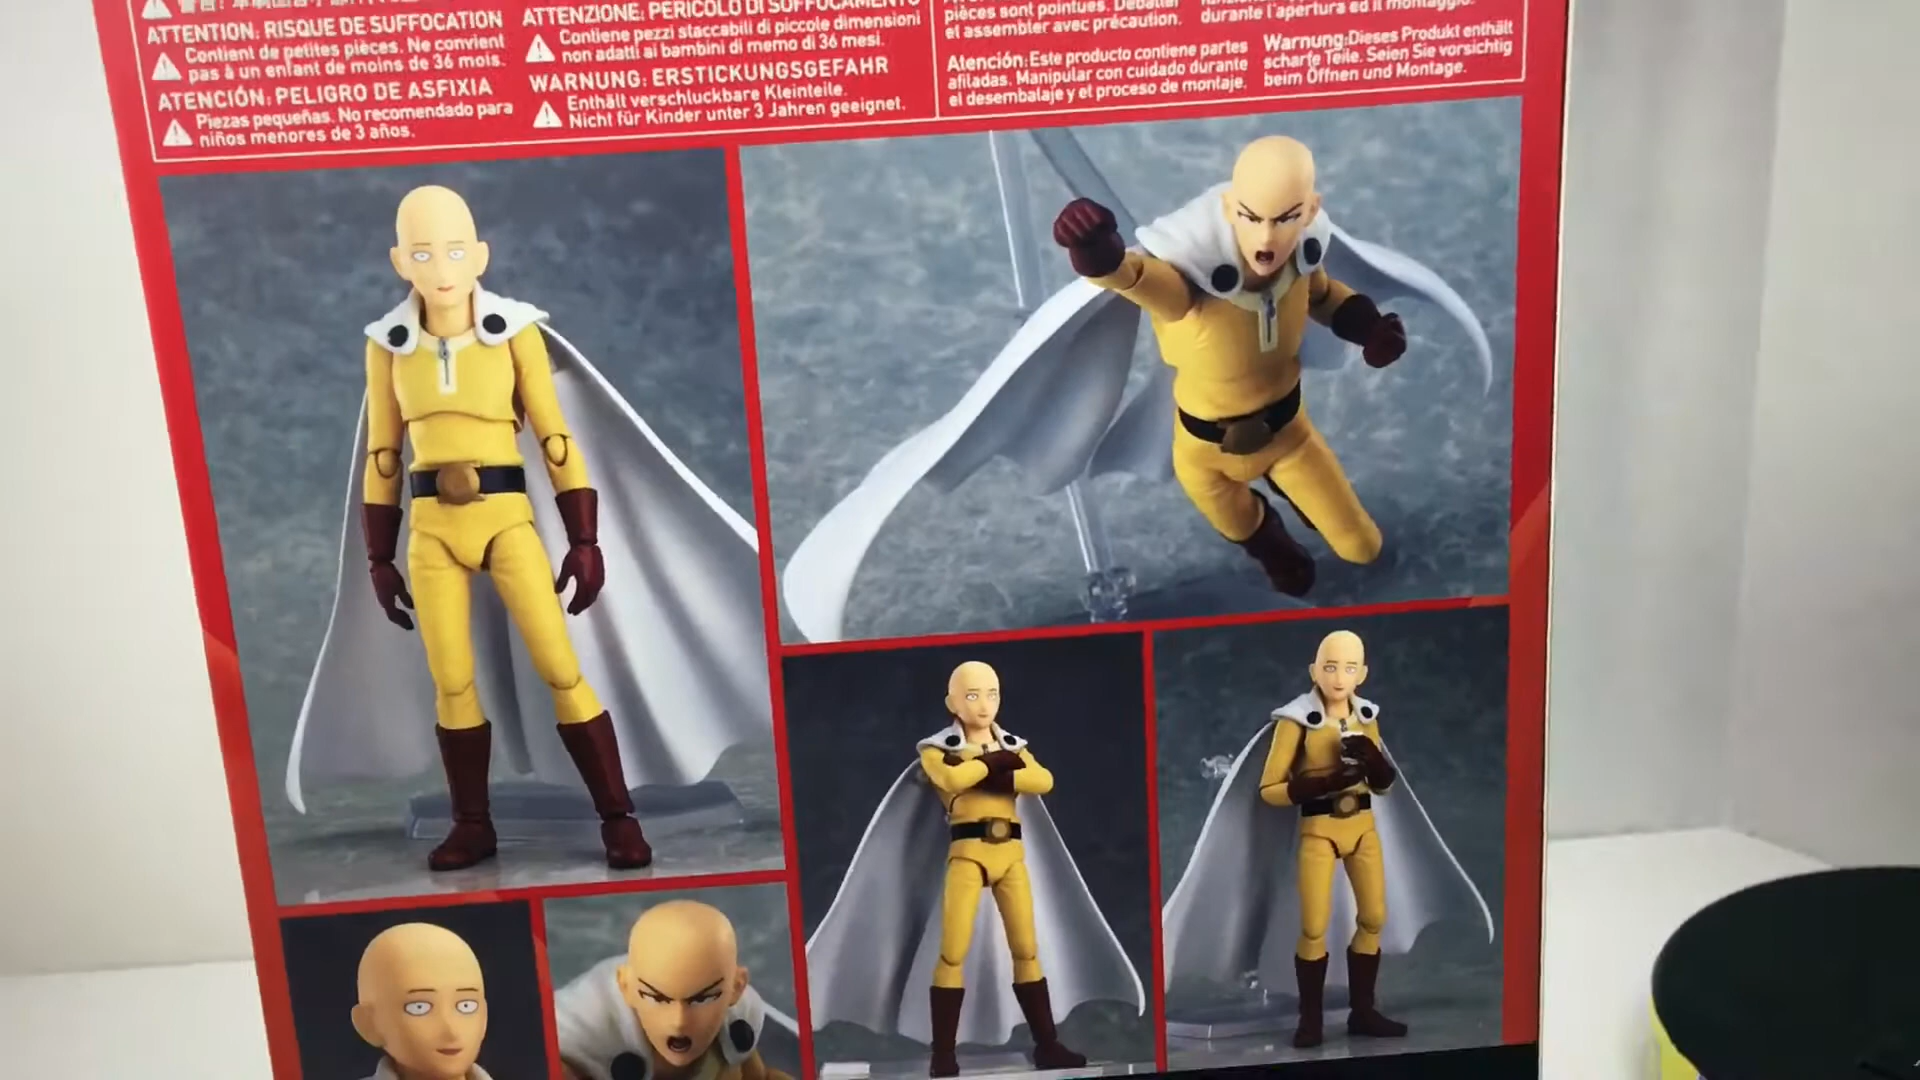 ATTENTION: RISQUE DE SUFFOCATION
Contient de petites pièces. Ne convient
pas à un enfant de moins de 36 mois.
ATENCIÓN: PELIGRO DE ASFIXIA
Piezas pequeñas. No recomendado para
niños menores de 3 años.
ATTENZIONE: PERICOLO DI SUFFOCAMENTO
Contiene pezzi staccabili di piccole dimensioni
non adatti ai bambini di memo di 36 mesi.
WARNUNG: ERSTICKUNGSGEFAHR
Enthält verschluckbare Kleinteile.
Nicht für Kinder unter 3 Jahren geeignet.
pièces sont pointues. Déballer
et assembler avec précaution.
Atención:Este producto contiene partes
afiladas. Manipular con cuidado durante
el desembalaje y el proceso de montaje.
durante l'apertura ed il montaggio.
Warnung:Dieses Produkt enthält
scharfe Teile. Seien Sie vorsichtig
beim Öffnen und Montage.